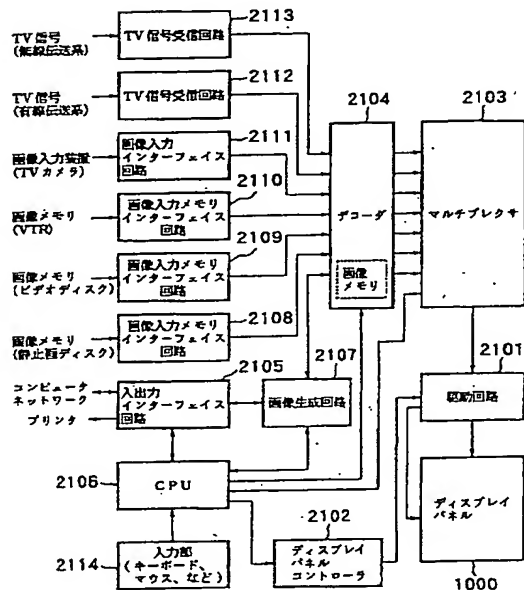 2113
TV信号
(無線伝送系)
TV信号受信回路
2112
TV信号
(有線伝送系)
TV信号受信回路
2104
2103
2111
画像入力装置
(TVカメラ)
画像入力
インターフェイス
回路
2110
画像メモリ
(VTR)
画像入力メモリ
インターフェイス
回路
デコーダ
マルチプレクサ
2109
画像メモリ
(ビデオディスク)
画像入力メモリ
インターフェイス
回路
画像
メモリ
2108
画像メモリ
(静止画ディスク)
画像入力メモリ
インターフェイス
回路
2105
2107
2101
コンピュータ
ネットワーク
プリンタ
入出力
インターフェイス
回路
画像生成回路
駆動回路
2106
CPU
2102
ディスプレイ
パネル
2114
入力部
(キーボード、
マウス、など)
ディスプレイ
パネル
コントローラ
1000